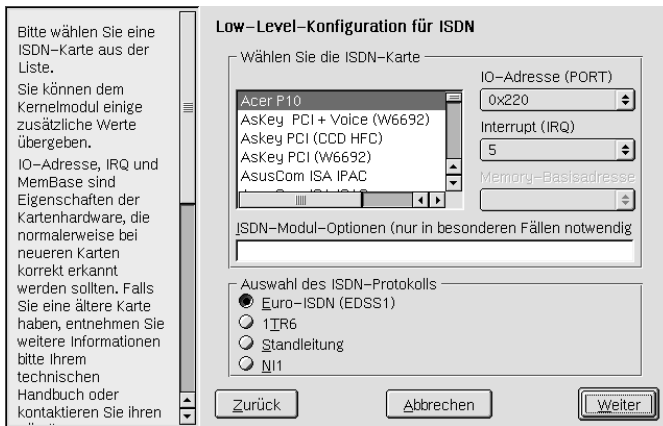 Bitte wählen Sie eine
ISDN-Karte aus der
Liste.
Sie können dem
Kernelmodul einige
zusätzliche Werte
übergeben.
IO-Adresse, IRQ und
MemBase sind
Eigenschaften der
Kartenhardware, die
normalerweise bei
neueren Karten
korrekt erkannt
werden sollten. Falls
Sie eine ältere Karte
haben, entnehmen Sie
weitere Informationen
bitte Ihrem
technischen
Handbuch oder
kontaktieren Sie ihren
Low-Level-Konfiguration für ISDN
Wählen Sie die ISDN-Karte
Acer P10
AsKey PCI + Voice (W6692)
Askey PCI (CCD HFC)
AsKey PCI (W6692)
AsusCom ISA IPAC
IO-Adresse (PORT)
0x220
Interrupt (IRQ)
5
Memory-Basisadresse
ISDN-Modul-Optionen (nur in besonderen Fällen notwendig
Auswahl des ISDN-Protokolls
Euro-ISDN (EDSS1)
1TR6
Standleitung
NI1
Zurück
Abbrechen
Weiter